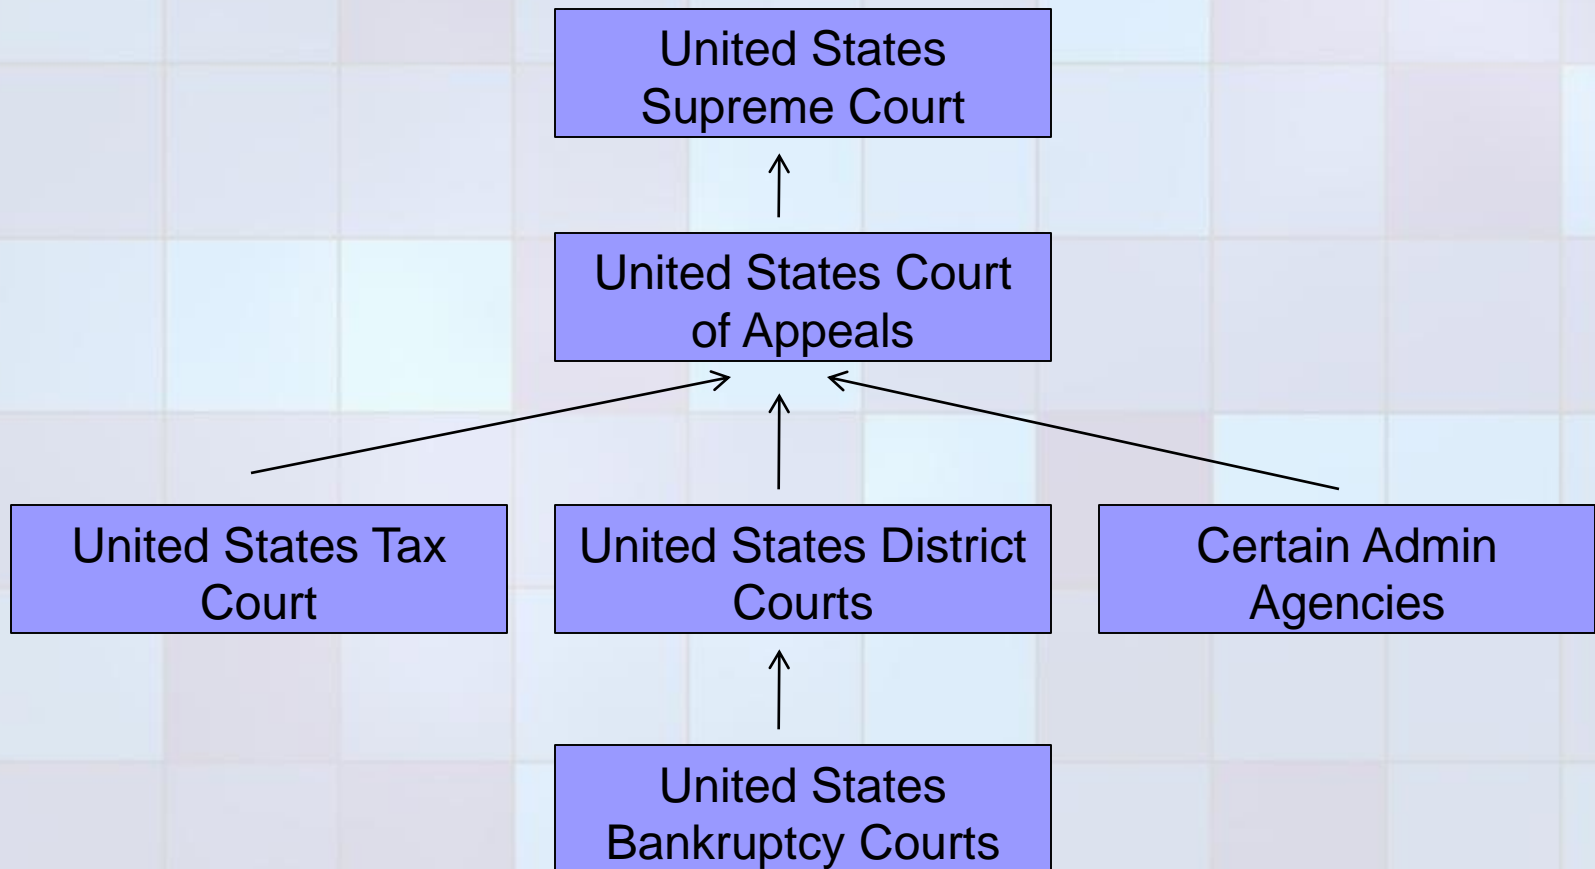 United States
Supreme Court
United States Court
of Appeals
United States Tax
Court
United States District
Courts
Certain Admin
Agencies
United States
Bankruptcy Courts